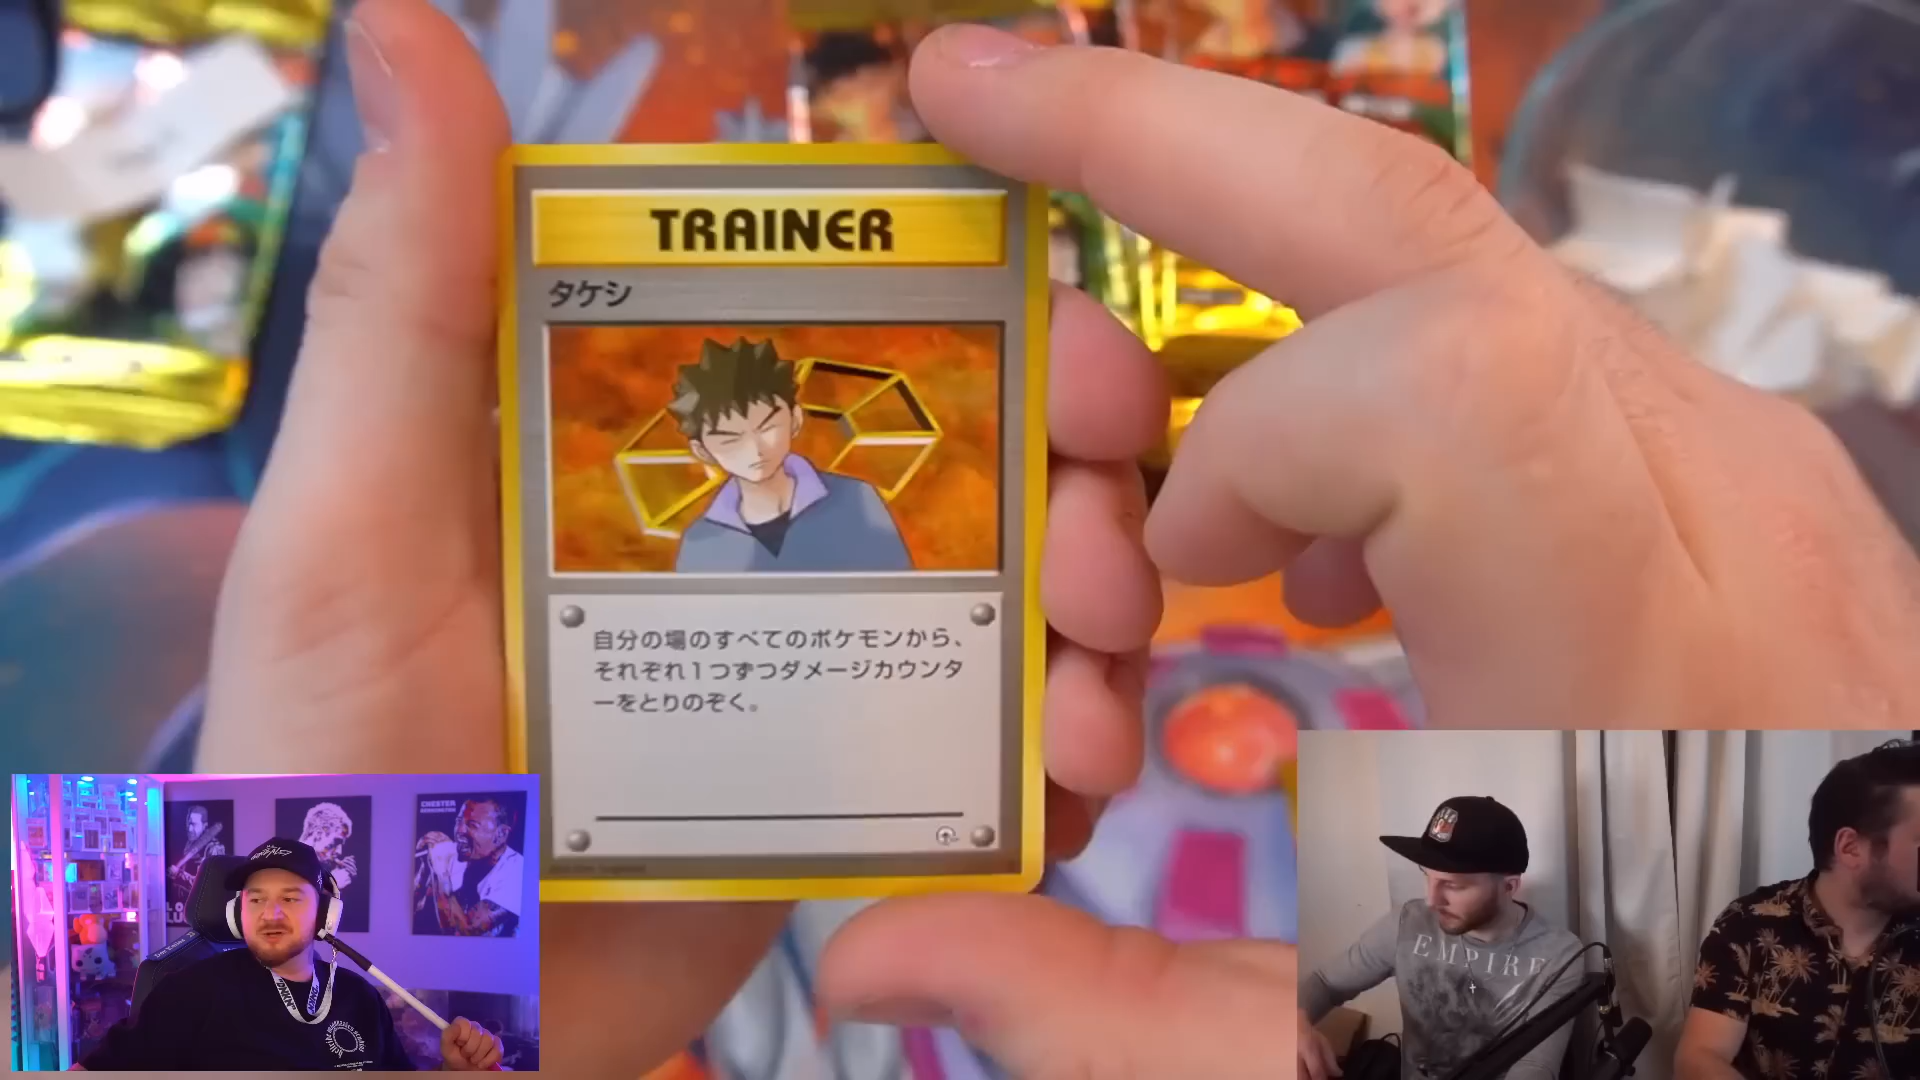 TRAINER
タケシ
自分の場のすべてのポケモンから、
それぞれ1つずつダメージカウンタ
ーをとりのぞく。
CHESTER
EMPIRE